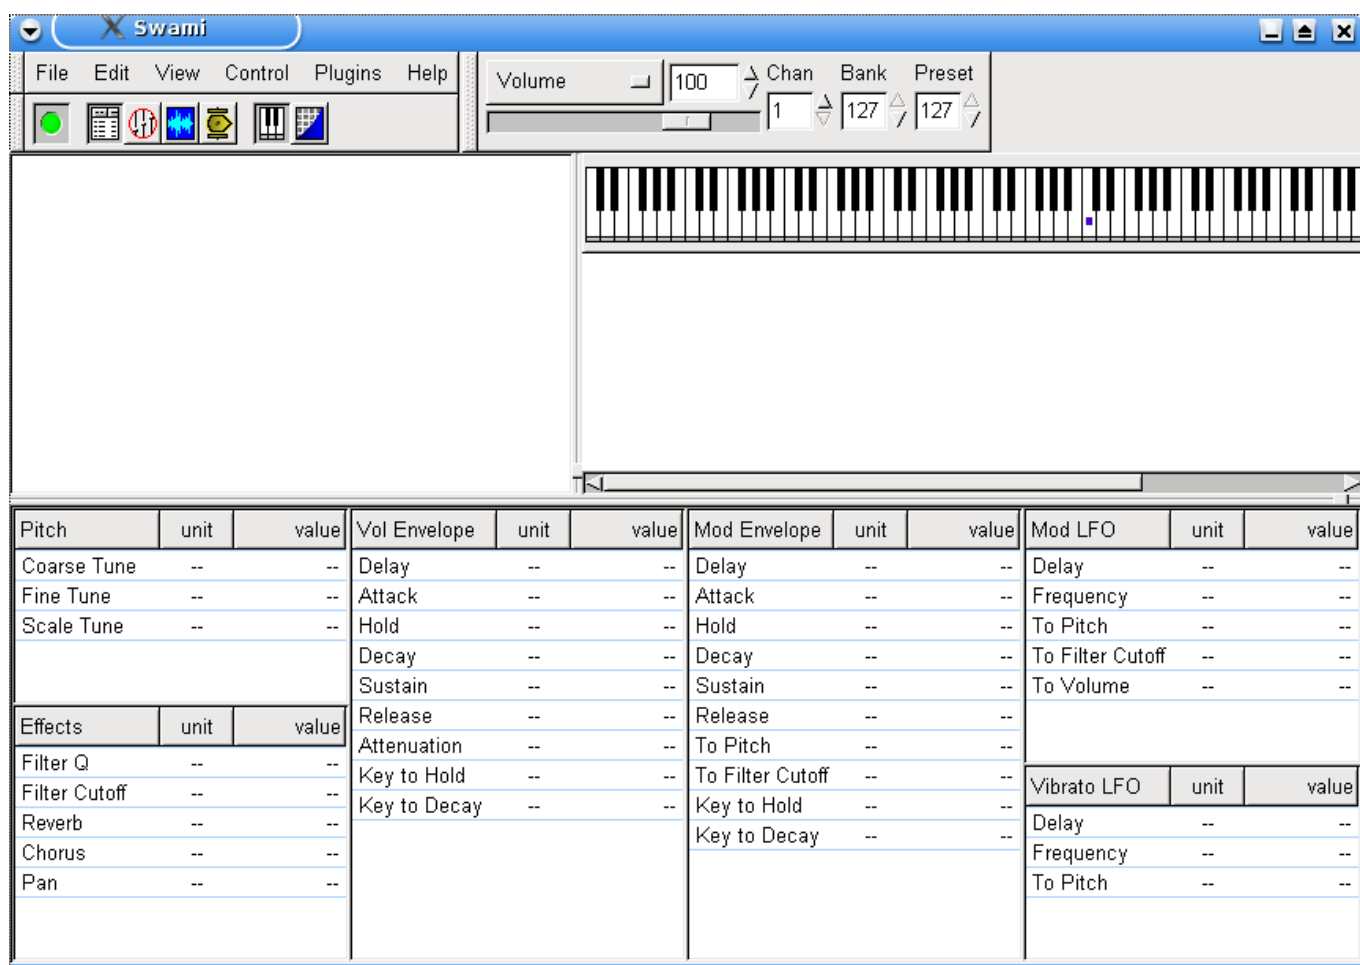 Swami
File Edit View Control Plugins Help
Volume 100 Chan Bank Preset
1 127 127
Pitch unit value
Coarse Tune -- --
Fine Tune -- --
Scale Tune -- --
Effects unit value
Filter Q -- --
Filter Cutoff -- --
Reverb -- --
Chorus -- --
Pan -- --
Vol Envelope unit value
Delay -- --
Attack -- --
Hold -- --
Decay -- --
Sustain -- --
Release -- --
Attenuation -- --
Key to Hold -- --
Key to Decay -- --
Mod Envelope unit value
Delay -- --
Attack -- --
Hold -- --
Decay -- --
Sustain -- --
Release -- --
To Pitch -- --
To Filter Cutoff -- --
Key to Hold -- --
Key to Decay -- --
Mod LFO unit value
Delay -- --
Frequency -- --
To Pitch -- --
To Filter Cutoff -- --
To Volume -- --
Vibrato LFO unit value
Delay -- --
Frequency -- --
To Pitch -- --